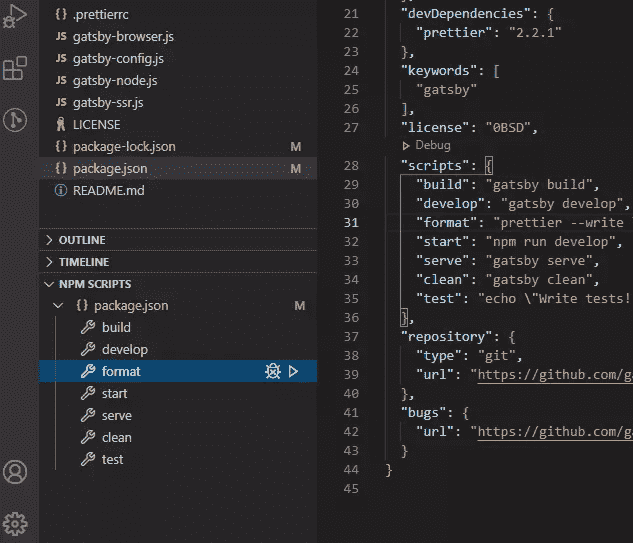 .prettierrc
JS gatsby-browser.js
JS gatsby-config.js
JS gatsby-node.js
JS gatsby-ssr.js
LICENSE
{} package-lock.json M
{} package.json M
README.md
OUTLINE
TIMELINE
NPM SCRIPTS
{} package.json M
build
develop
format
start
serve
clean
test
21 "devDependencies": {
22 "prettier": "2.2.1"
23 },
24 "keywords": [
25 "gatsby"
26 ],
27 "license": "0BSD",
Debug
28 "scripts": {
29 "build": "gatsby build",
30 "develop": "gatsby develop",
31 "format": "prettier --write
32 "start": "npm run develop",
33 "serve": "gatsby serve",
34 "clean": "gatsby clean",
35 "test": "echo \"Write tests!
36 },
37 "repository": {
38 "type": "git",
39 "url": "https://github.com/ga
40 },
41 "bugs": {
42 "url": "https://github.com/ga
43 }
44 }
45